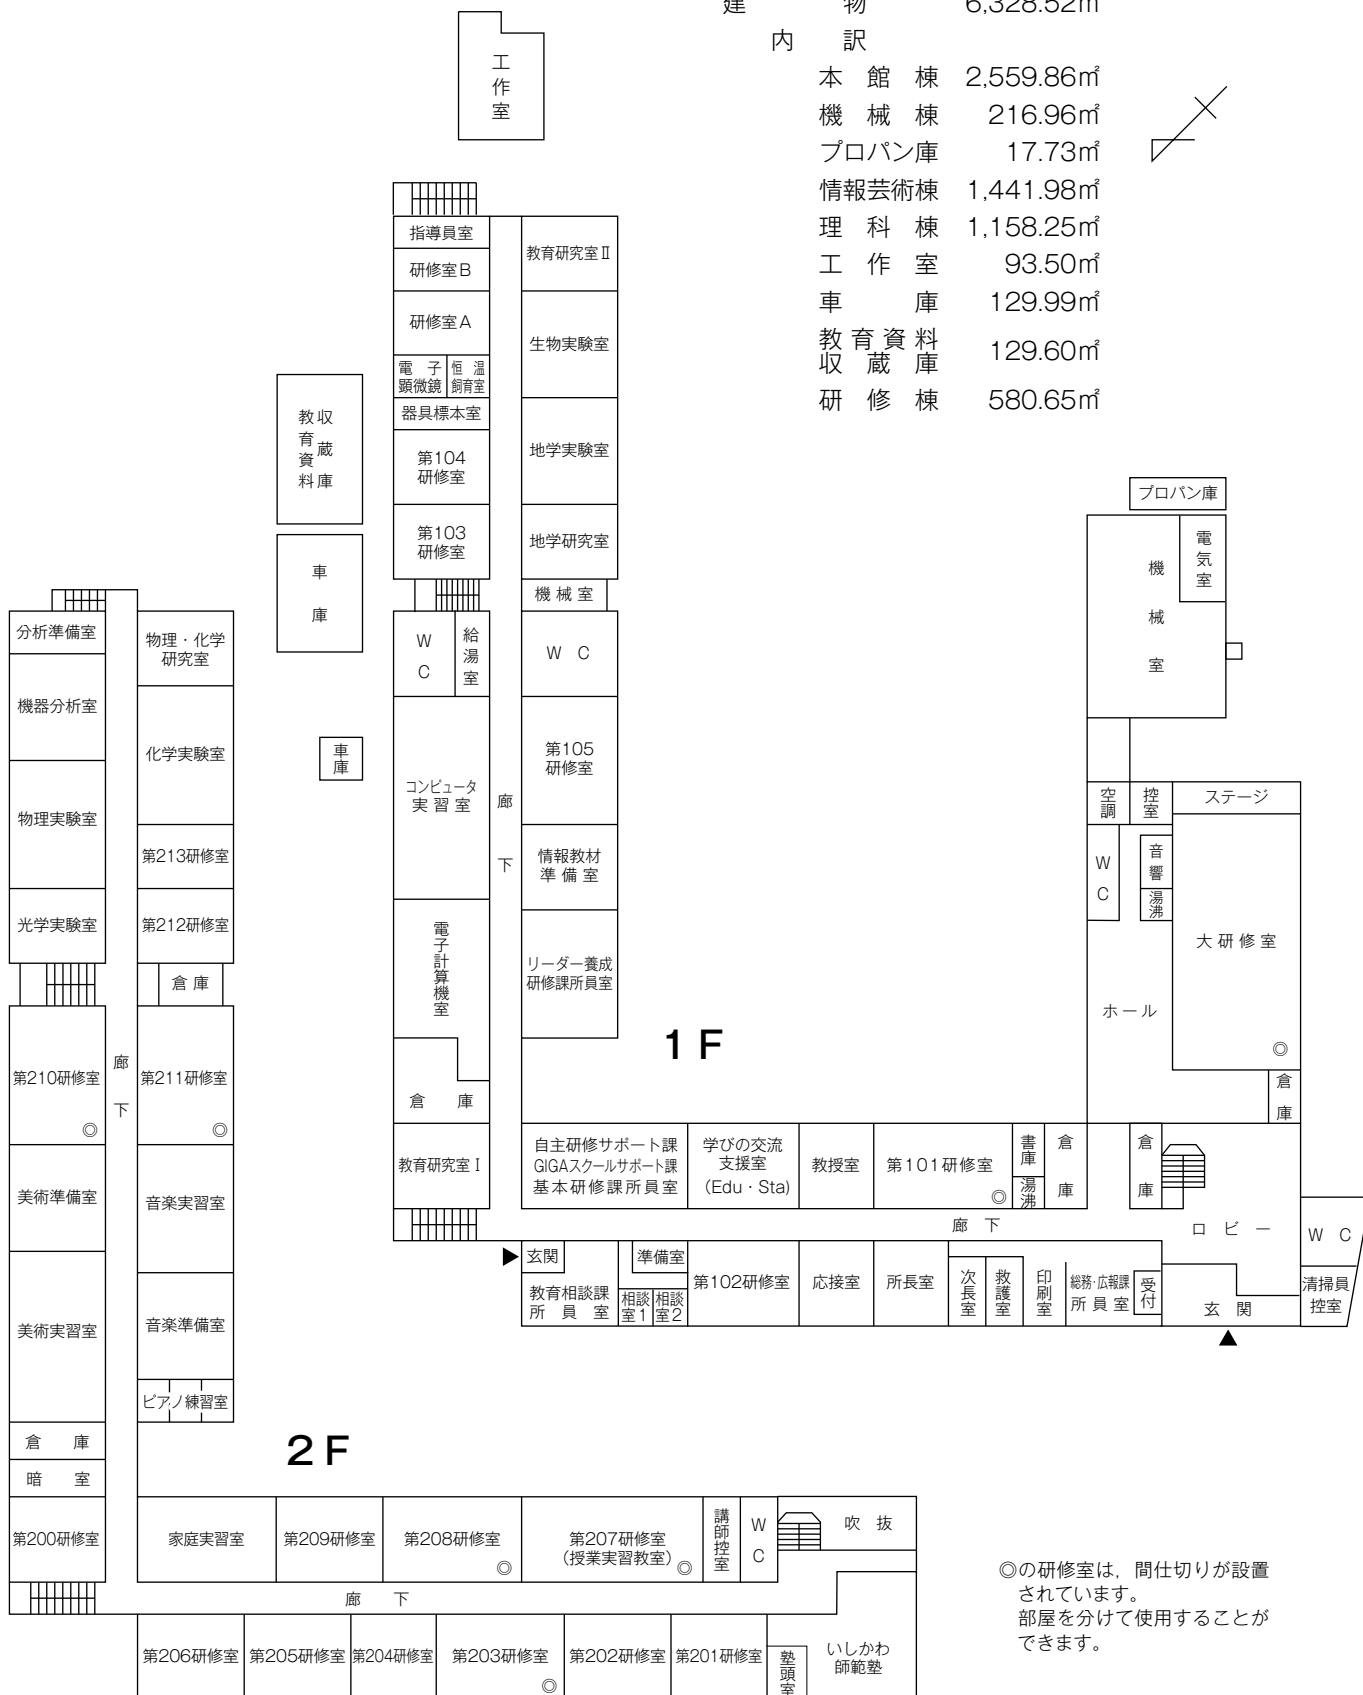 建物 6,328.52㎡
内訳
本館棟 2,559.86㎡
機械棟 216.96㎡
プロパン庫 17.73㎡
情報芸術棟 1,441.98㎡
理科棟 1,158.25㎡
工作室 93.50㎡
車庫 129.99㎡
教育資料
収蔵庫 129.60㎡
研修棟 580.65㎡
工作室
指導員室
研修室B
研修室A
電子
顕微鏡
恒温
飼育室
器具標本室
第104
研修室
第103
研修室
教育研究室Ⅱ
生物実験室
地学実験室
地学研究室
機械室
教育資料
収蔵庫
車庫
車庫
WC
給湯室
WC
コンピュータ
実習室
廊下
第105
研修室
情報教材
準備室
電子計算機室
リーダー養成
研修課所員室
倉庫
教育研究室Ⅰ
1F
プロパン庫
機械室
電気室
空調
控室
ステージ
WC
音響
湯沸
大研修室
◎
ホール
倉庫
自主研修サポート課
GIGAスクールサポート課
基本研修課所員室
学びの交流
支援室
(Edu・Sta)
教授室
第101研修室
◎
書庫
湯沸
倉庫
倉庫
廊下
ロビー
WC
玄関
教育相談課
所員室
準備室
相談
室1
相談
室2
第102研修室
応接室
所長室
次長室
救護室
印刷室
総務・広報課
所員室
受付
玄関
清掃員
控室
分析準備室
物理・化学
研究室
機器分析室
化学実験室
物理実験室
第213研修室
光学実験室
第212研修室
倉庫
第210研修室
◎
廊下
第211研修室
◎
美術準備室
音楽実習室
美術実習室
音楽準備室
ピアノ練習室
倉庫
暗室
2F
第200研修室
家庭実習室
第209研修室
第208研修室
◎
第207研修室
(授業実習教室)
◎
講師控室
WC
吹抜
廊下
第206研修室
第205研修室
第204研修室
第203研修室
◎
第202研修室
第201研修室
塾頭室
いしかわ
師範塾
◎の研修室は，間仕切りが設置
されています。
部屋を分けて使用することが
できます。